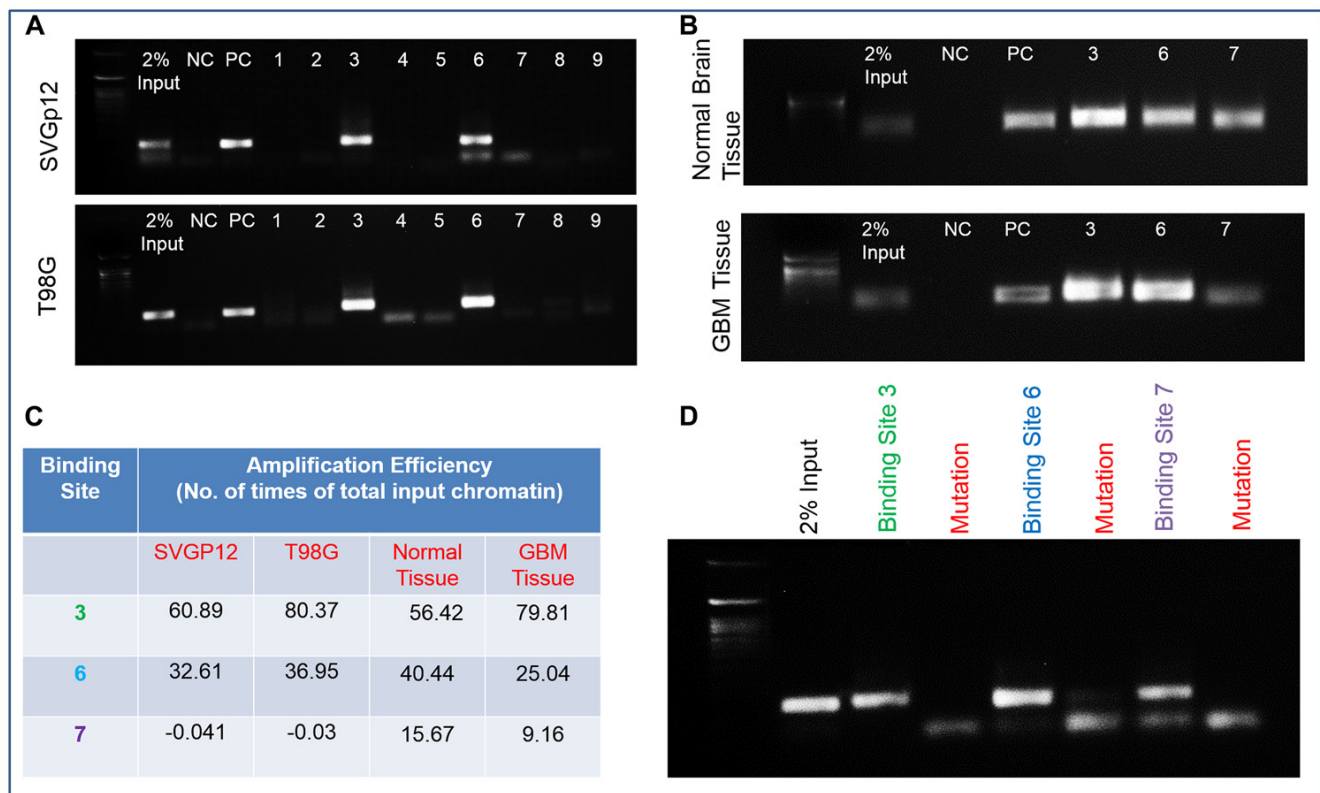 A
SVGp12
2% NC PC 1 2 3 4 5 6 7 8 9
Input
T98G
2% NC PC 1 2 3 4 5 6 7 8 9
Input
B
Normal Brain
Tissue
2% NC PC 3 6 7
Input
GBM Tissue
2% NC PC 3 6 7
Input
C
Binding
Site
Amplification Efficiency
(No. of times of total input chromatin)
SVGP12 T98G Normal GBM
Tissue Tissue
3 60.89 80.37 56.42 79.81
6 32.61 36.95 40.44 25.04
7 -0.041 -0.03 15.67 9.16
D
2% Input
Binding Site 3
Mutation
Binding Site 6
Mutation
Binding Site 7
Mutation